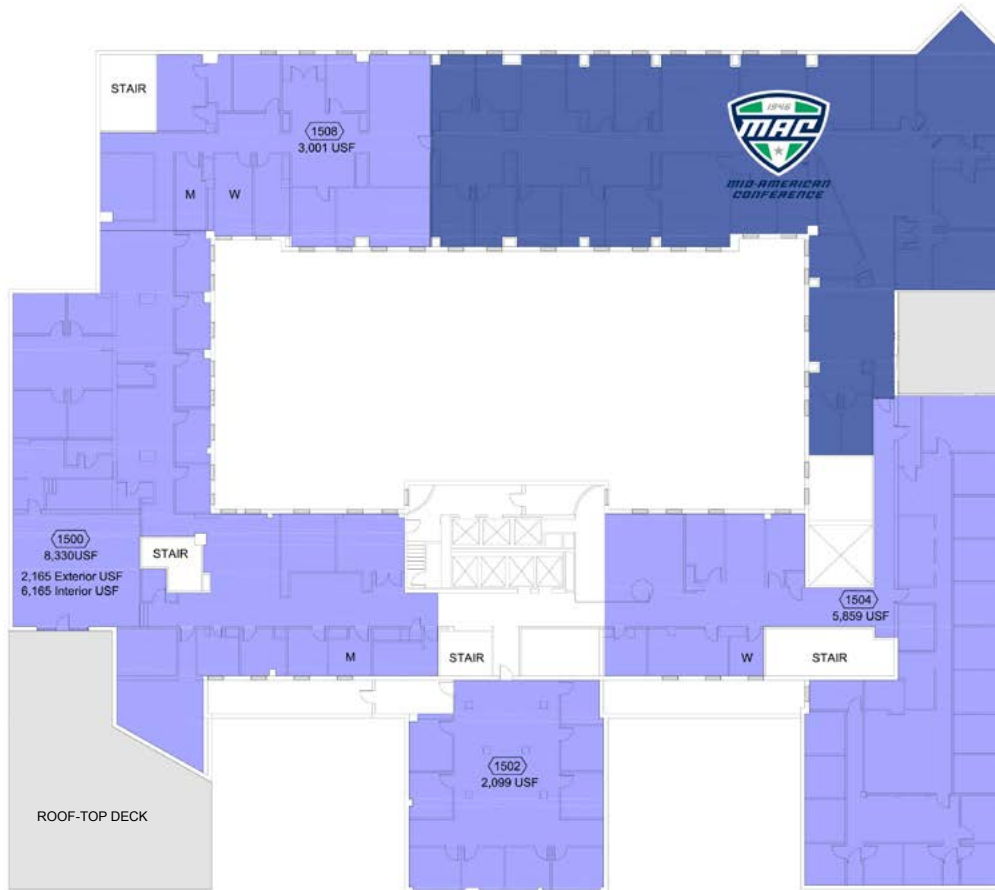 STAIR
1508
3,001 USF
M
W
1946
MAC
MID-AMERICAN
CONFERENCE
1500
8,330USF
2,165 Exterior USF
6,165 Interior USF
STAIR
1504
5,859 USF
M
STAIR
W
STAIR
1502
2,099 USF
ROOF-TOP DECK